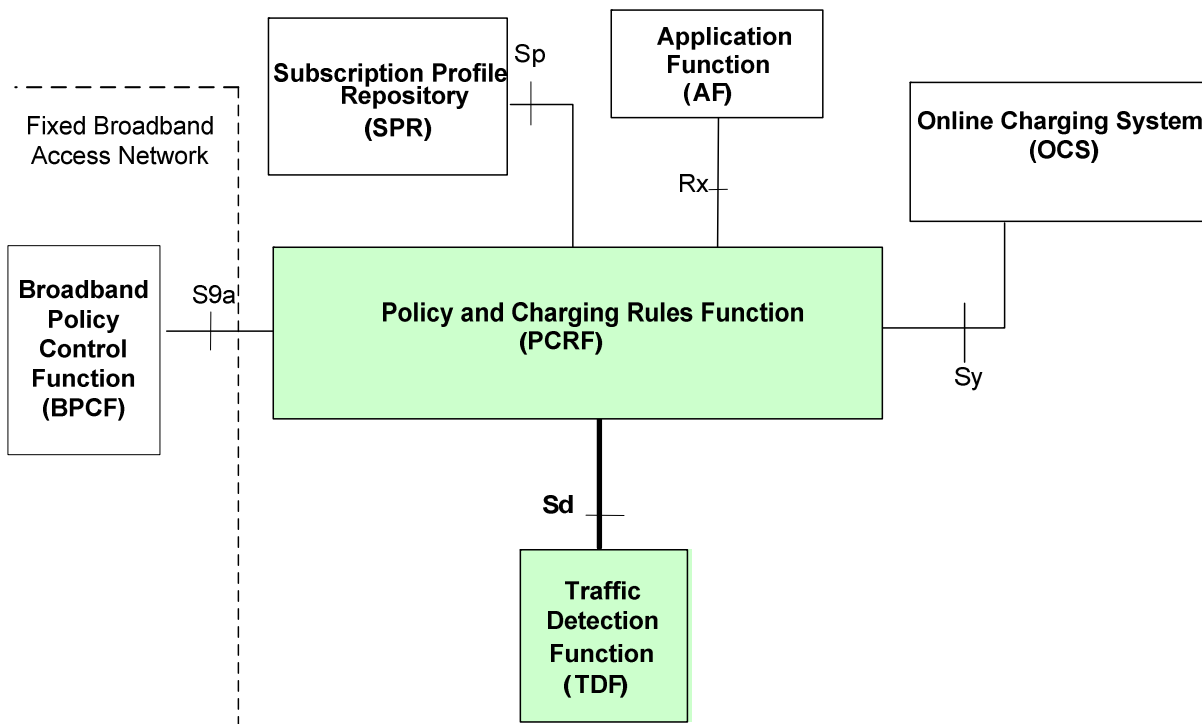 Sp
Subscription Profile
Repository
(SPR)
Application
Function
(AF)
Online Charging System
(OCS)
Fixed Broadband
Access Network
Rx
Broadband
Policy
Control
Function
(BPCF)
S9a
Policy and Charging Rules Function
(PCRF)
Sy
Sd
Traffic
Detection
Function
(TDF)